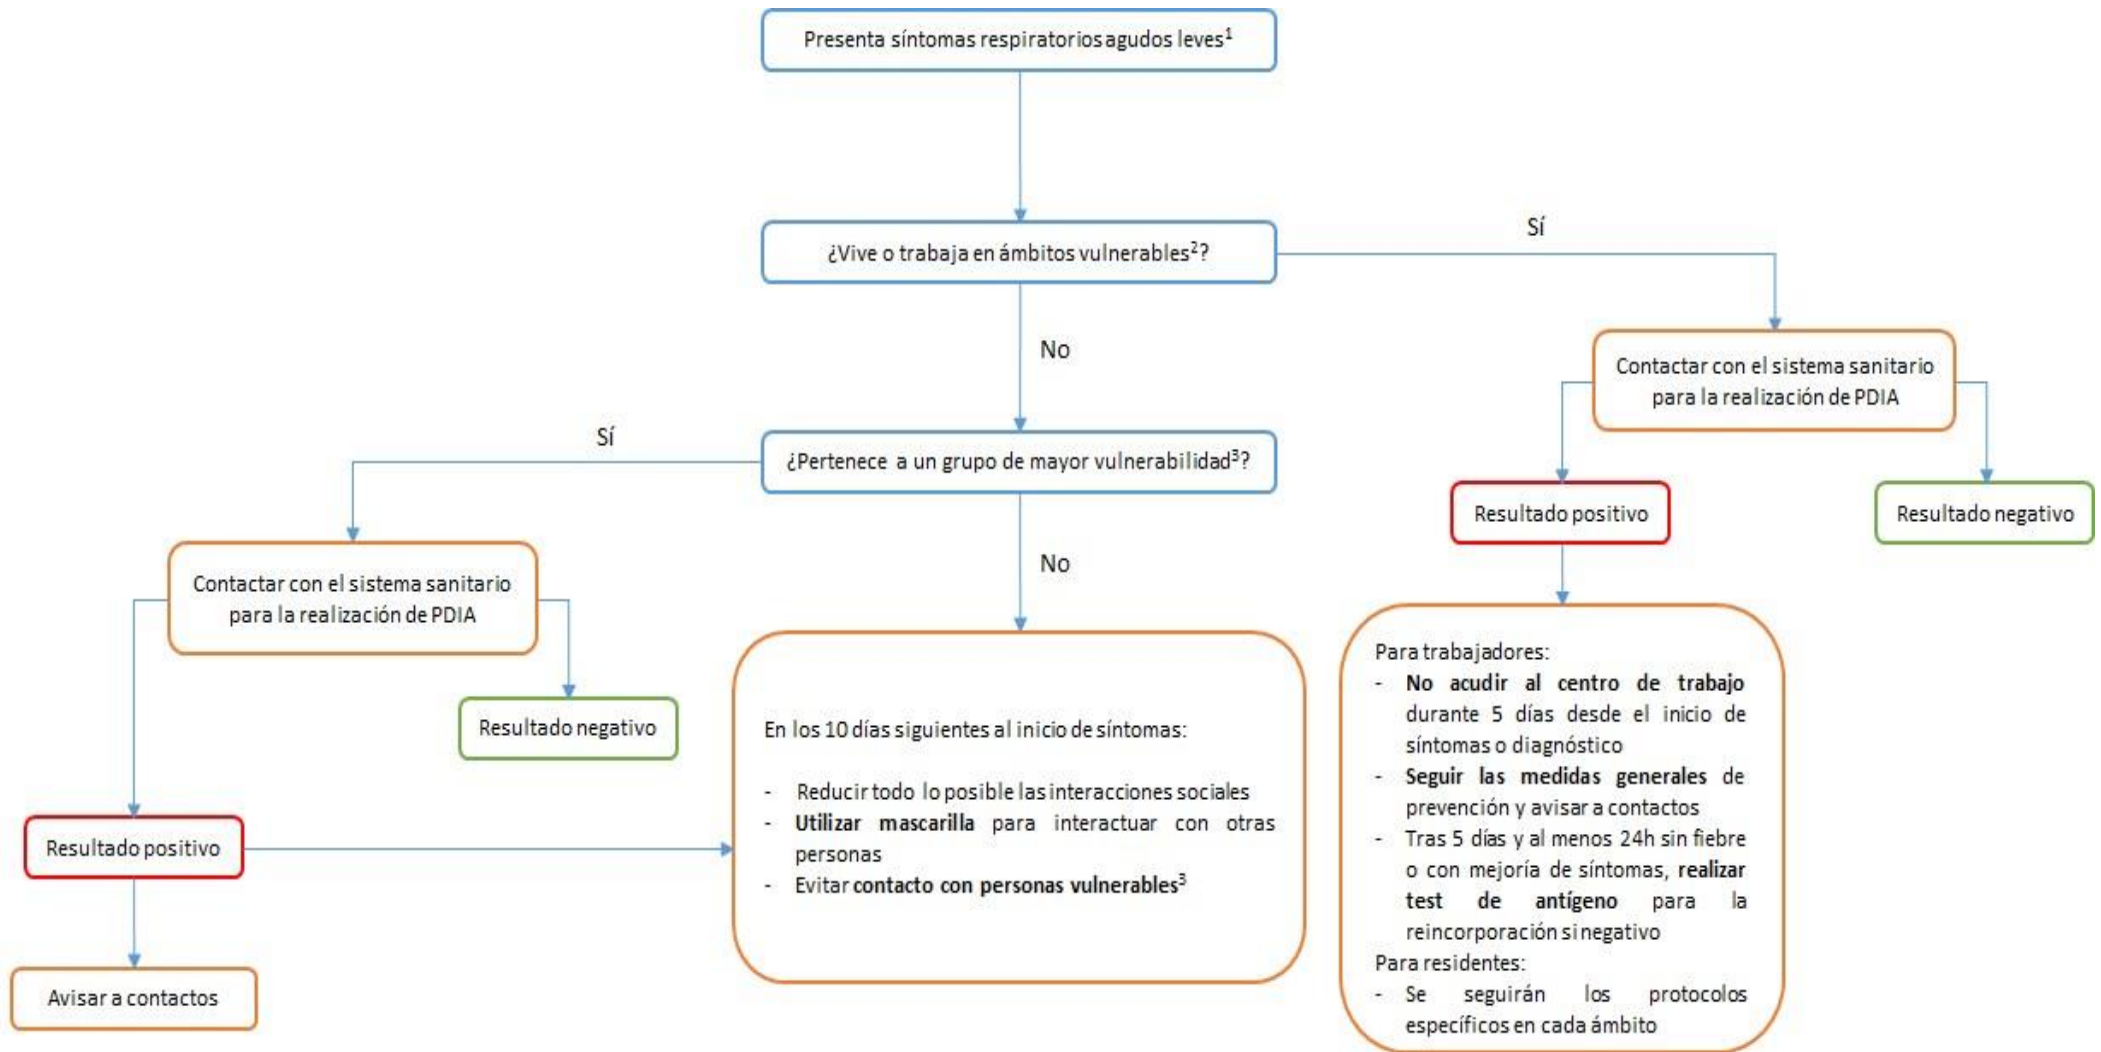 Presenta síntomas respiratorios agudos leves¹
¿Vive o trabaja en ámbitos vulnerables²?
Sí
No
Contactar con el sistema sanitario
para la realización de PDIA
Resultado positivo
Resultado negativo
¿Pertenece a un grupo de mayor vulnerabilidad³?
Sí
No
Contactar con el sistema sanitario
para la realización de PDIA
Resultado negativo
Resultado positivo
Avisar a contactos
En los 10 días siguientes al inicio de síntomas:
- Reducir todo lo posible las interacciones sociales
- Utilizar mascarilla para interactuar con otras
personas
- Evitar contacto con personas vulnerables³
Para trabajadores:
- No acudir al centro de trabajo
durante 5 días desde el inicio de
síntomas o diagnóstico
- Seguir las medidas generales de
prevención y avisar a contactos
- Tras 5 días y al menos 24h sin fiebre
o con mejoría de síntomas, realizar
test de antígeno para la
reincorporación si negativo
Para residentes:
- Se seguirán los protocolos
específicos en cada ámbito